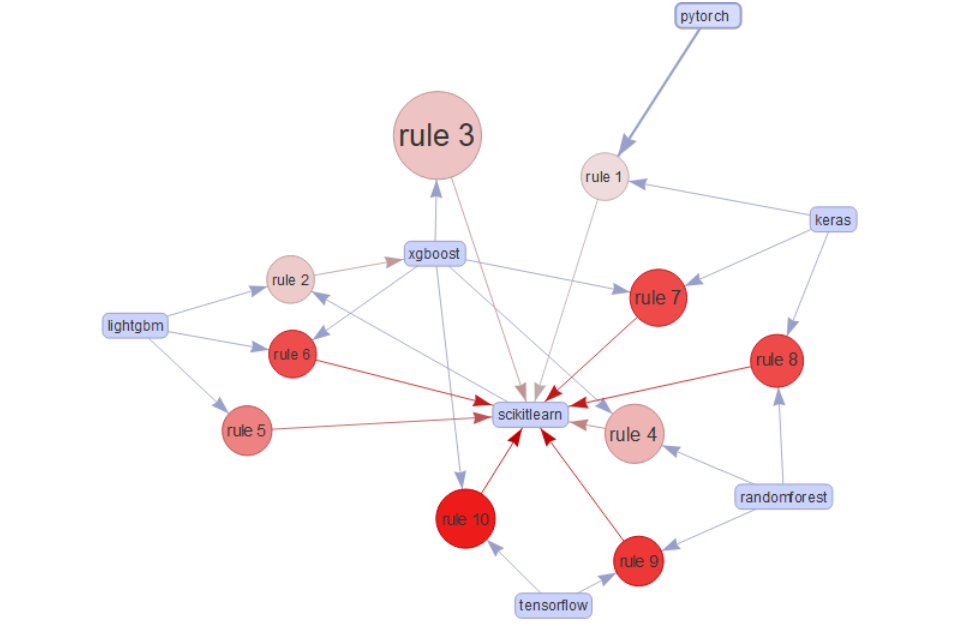 pytorch
rule 3
rule 1
keras
xgboost
rule 2
rule 7
lightgbm
rule 6
rule 8
scikitlearn
rule 5
rule 4
randomforest
rule 10
rule 9
tensorflow